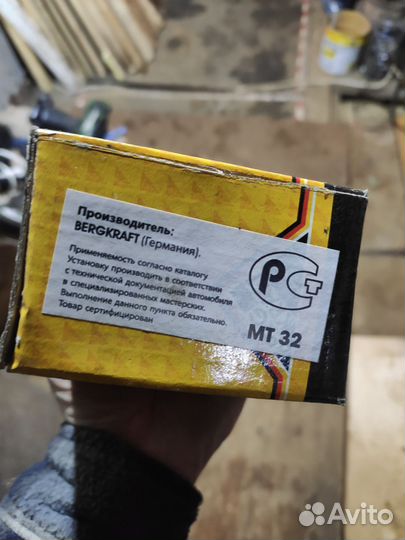 Производитель:
BERGKRAFT (Германия).
Применяемость согласно каталогу
Установку производить в соответствии
с технической документацией автомобиля
в специализированных мастерских.
Выполнение данного пункта обязательно.
Товар сертифицирован
РСТ
МТ 32
Avito